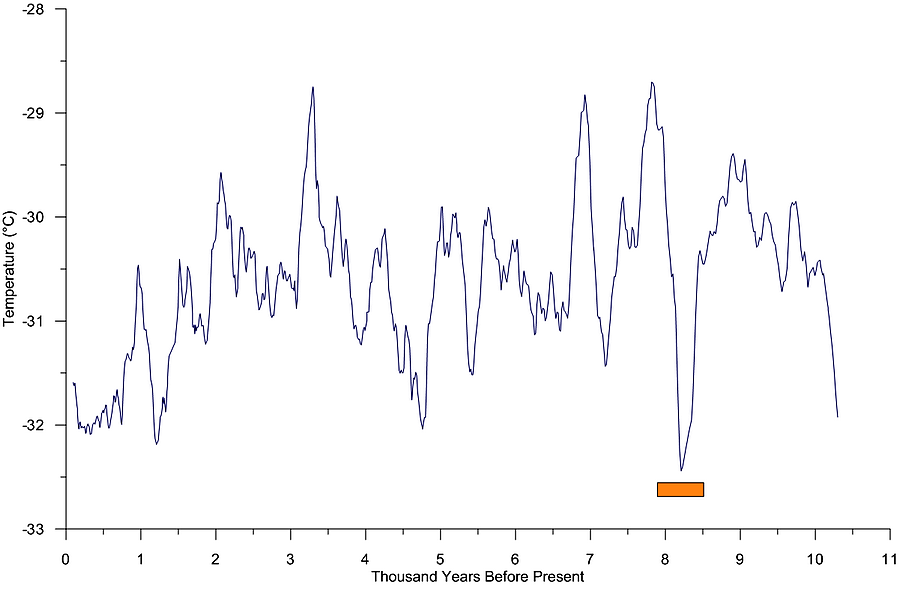 -28
-29
-30
-31
-32
-33
Temperature (°C)
0 1 2 3 4 5 6 7 8 9 10 11
Thousand Years Before Present